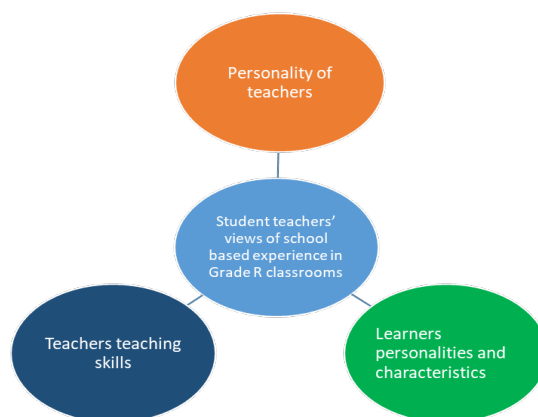 Personality of
teachers
Student teachers’
views of school
based experience in
Grade R classrooms
Teachers teaching
skills
Learners
personalities and
characteristics